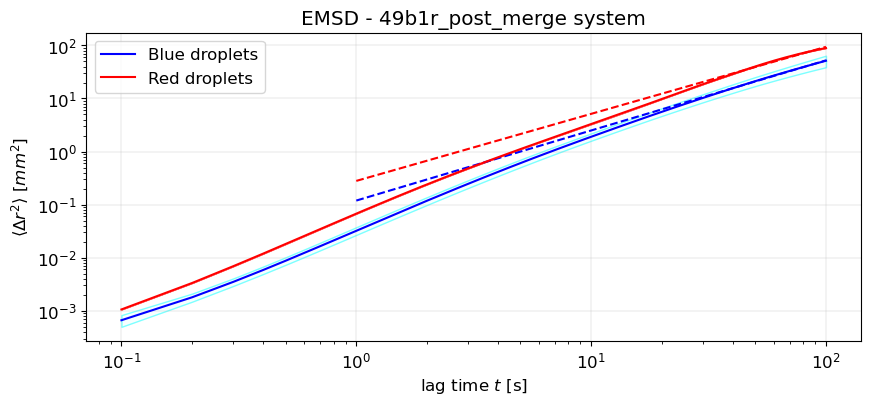 EMSD - 49b1r_post_merge system
Blue droplets
Red droplets
⟨Δr²⟩ [mm²]
10²
10¹
10⁰
10⁻¹
10⁻²
10⁻³
10⁻¹ 10⁰ 10¹ 10²
lag time t [s]